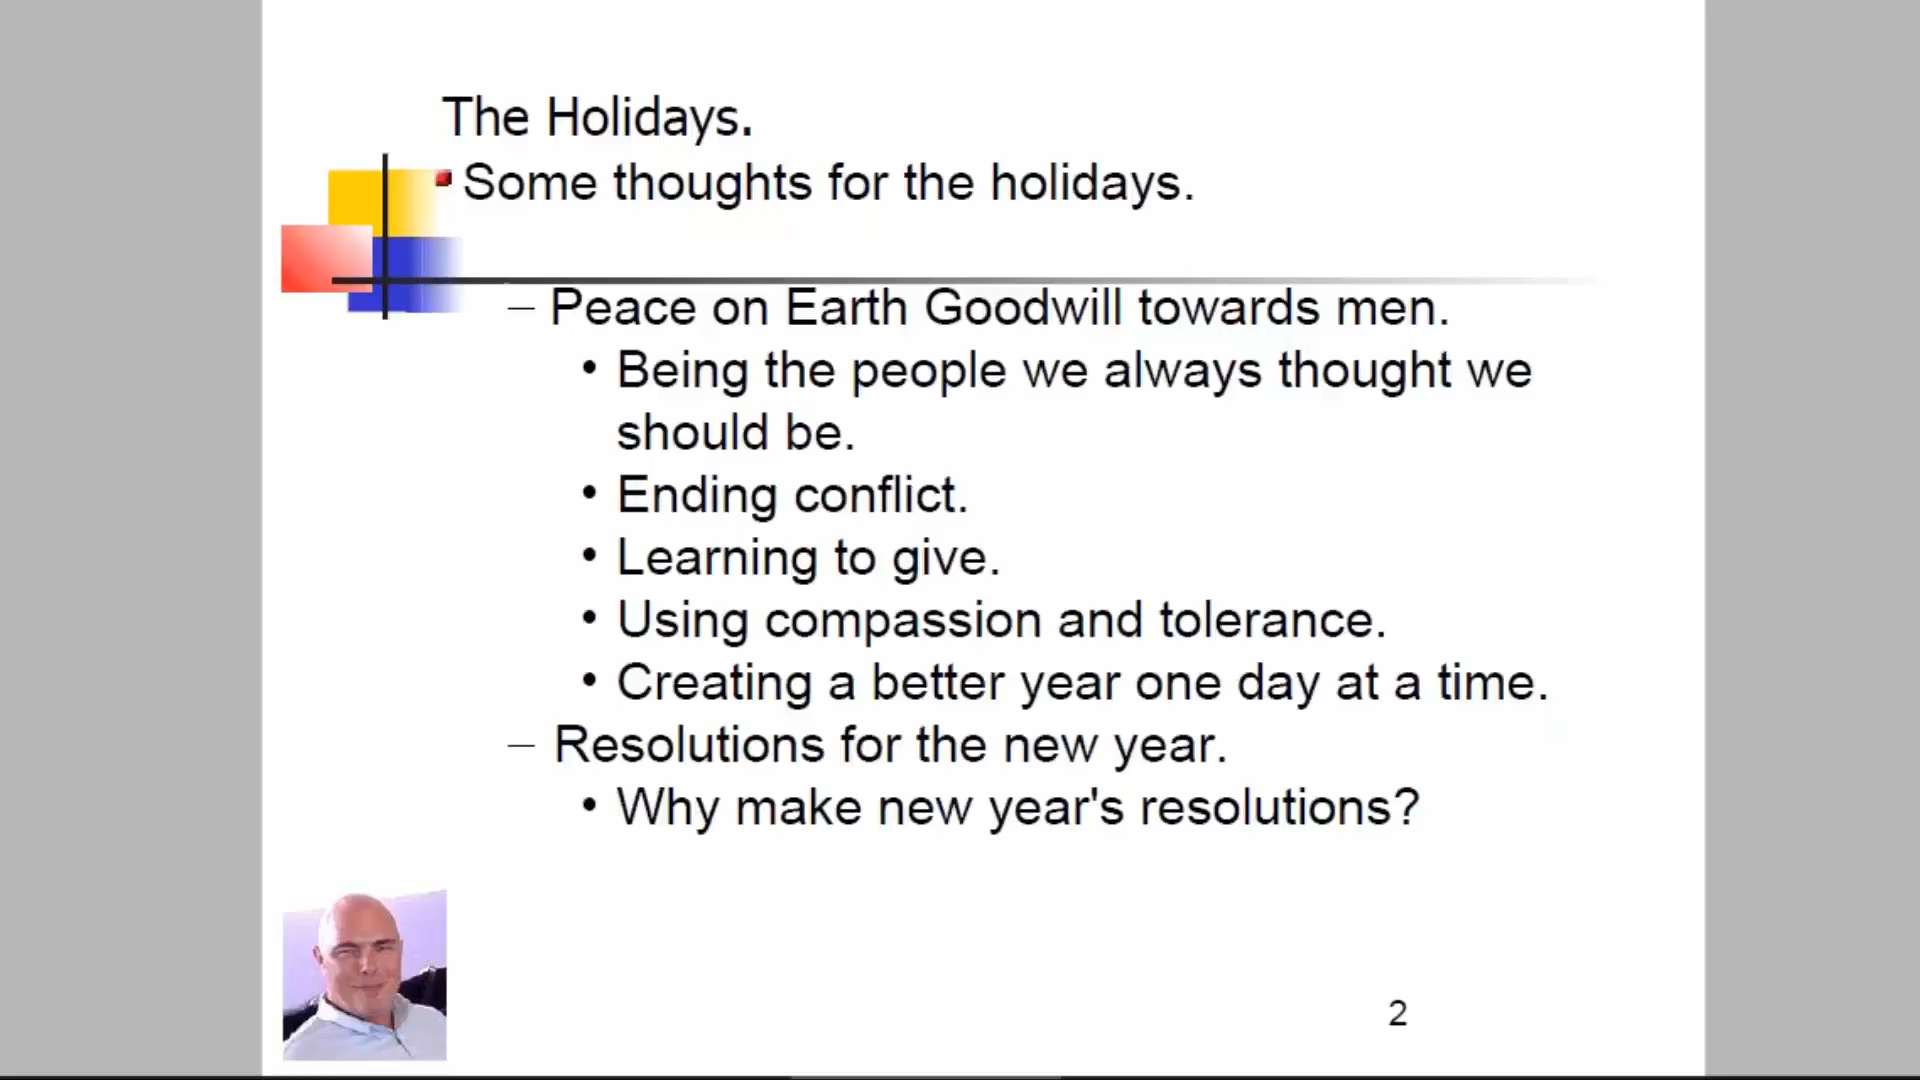 The Holidays.
Some thoughts for the holidays.
– Peace on Earth Goodwill towards men.
• Being the people we always thought we
should be.
• Ending conflict.
• Learning to give.
• Using compassion and tolerance.
• Creating a better year one day at a time.
– Resolutions for the new year.
• Why make new year's resolutions?
2